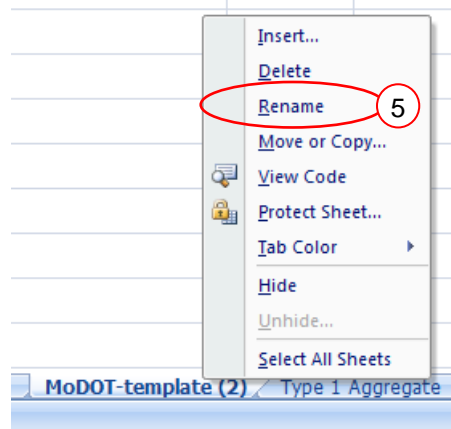 Insert...
Delete
Rename 5
Move or Copy...
View Code
Protect Sheet...
Tab Color
Hide
Unhide...
Select All Sheets
MoDOT-template (2) Type 1 Aggregate